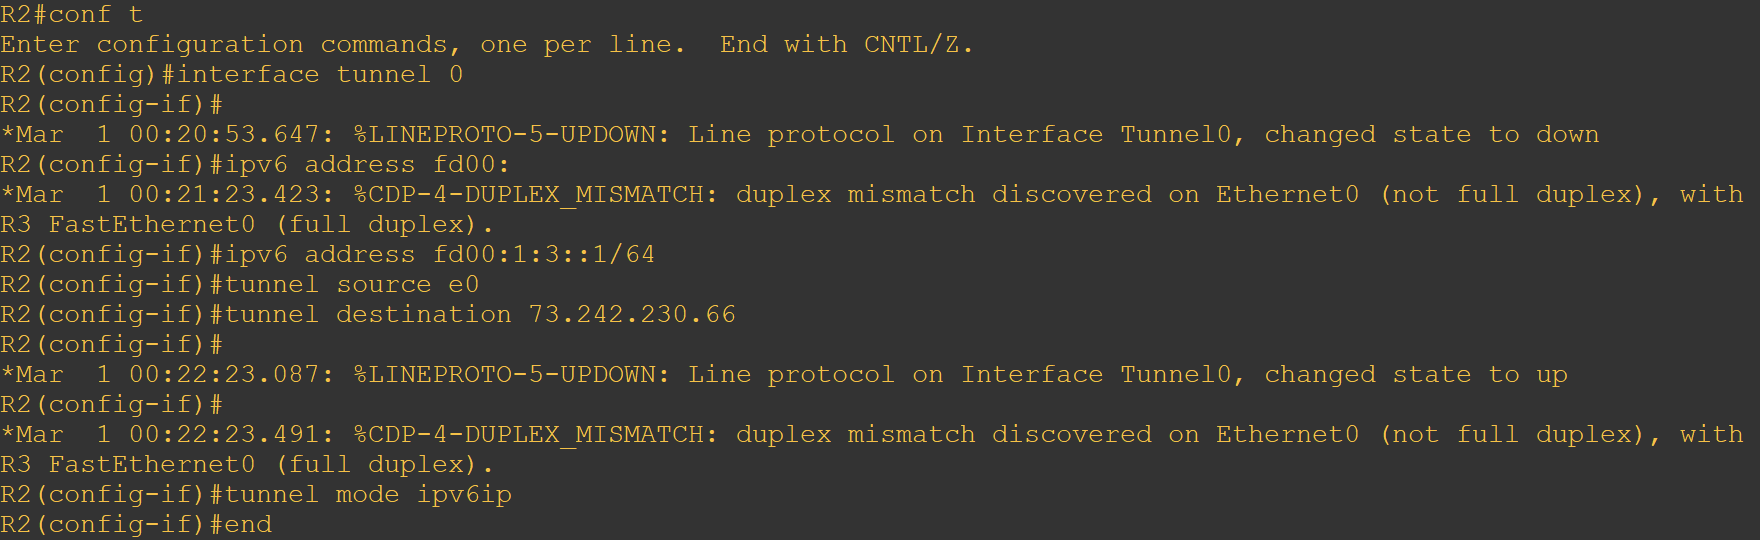 R2#conf t
Enter configuration commands, one per line.  End with CNTL/Z.
R2(config)#interface tunnel 0
R2(config-if)#
*Mar  1 00:20:53.647: %LINEPROTO-5-UPDOWN: Line protocol on Interface Tunnel0, changed state to down
R2(config-if)#ipv6 address fd00:
*Mar  1 00:21:23.423: %CDP-4-DUPLEX_MISMATCH: duplex mismatch discovered on Ethernet0 (not full duplex), with
R3 FastEthernet0 (full duplex).
R2(config-if)#ipv6 address fd00:1:3::1/64
R2(config-if)#tunnel source e0
R2(config-if)#tunnel destination 73.242.230.66
R2(config-if)#
*Mar  1 00:22:23.087: %LINEPROTO-5-UPDOWN: Line protocol on Interface Tunnel0, changed state to up
R2(config-if)#
*Mar  1 00:22:23.491: %CDP-4-DUPLEX_MISMATCH: duplex mismatch discovered on Ethernet0 (not full duplex), with
R3 FastEthernet0 (full duplex).
R2(config-if)#tunnel mode ipv6ip
R2(config-if)#end